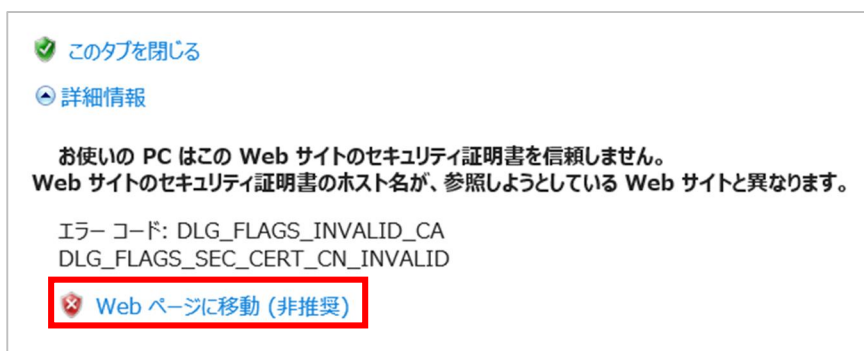 このタブを閉じる
詳細情報
お使いの PC はこの Web サイトのセキュリティ証明書を信頼しません。
Web サイトのセキュリティ証明書のホスト名が、参照しようとしている Web サイトと異なります。
エラー コード: DLG_FLAGS_INVALID_CA
DLG_FLAGS_SEC_CERT_CN_INVALID
Web ページに移動 (非推奨)